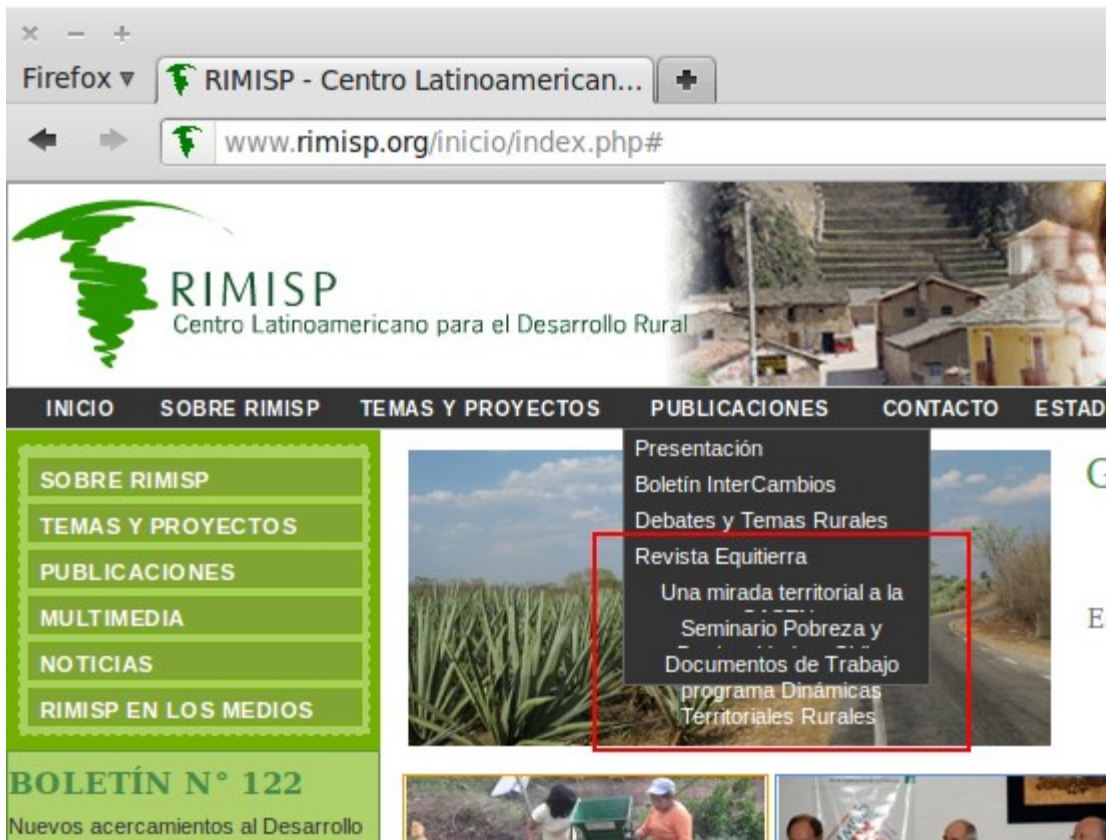 Firefox
RIMISP - Centro Latinoamerican...
www.rimisp.org/inicio/index.php#
RIMISP
Centro Latinoamericano para el Desarrollo Rural
INICIO SOBRE RIMISP TEMAS Y PROYECTOS PUBLICACIONES CONTACTO ESTAD
SOBRE RIMISP
TEMAS Y PROYECTOS
PUBLICACIONES
MULTIMEDIA
NOTICIAS
RIMISP EN LOS MEDIOS
Presentación
Boletín InterCambios
Debates y Temas Rurales
Revista Equitierra
Una mirada territorial a la
Seminario Pobreza y
Documentos de Trabajo
programa Dinámicas
Territoriales Rurales
G
E
BOLETÍN N° 122
Nuevos acercamientos al Desarrollo